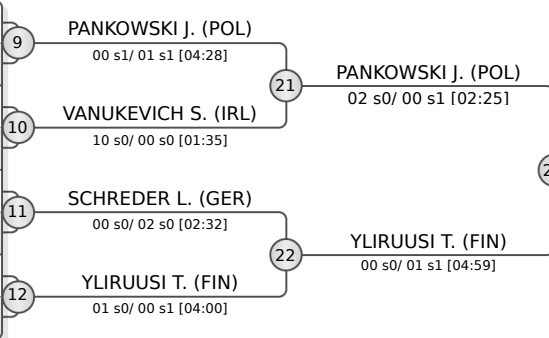 9
PANKOWSKI J. (POL)
00 s1/ 01 s1 [04:28]
21
PANKOWSKI J. (POL)
02 s0/ 00 s1 [02:25]
10
VANUKEVICH S. (IRL)
10 s0/ 00 s0 [01:35]
11
SCHREDER L. (GER)
00 s0/ 02 s0 [02:32]
22
YLIRUUSI T. (FIN)
00 s0/ 01 s1 [04:59]
12
YLIRUUSI T. (FIN)
01 s0/ 00 s1 [04:00]